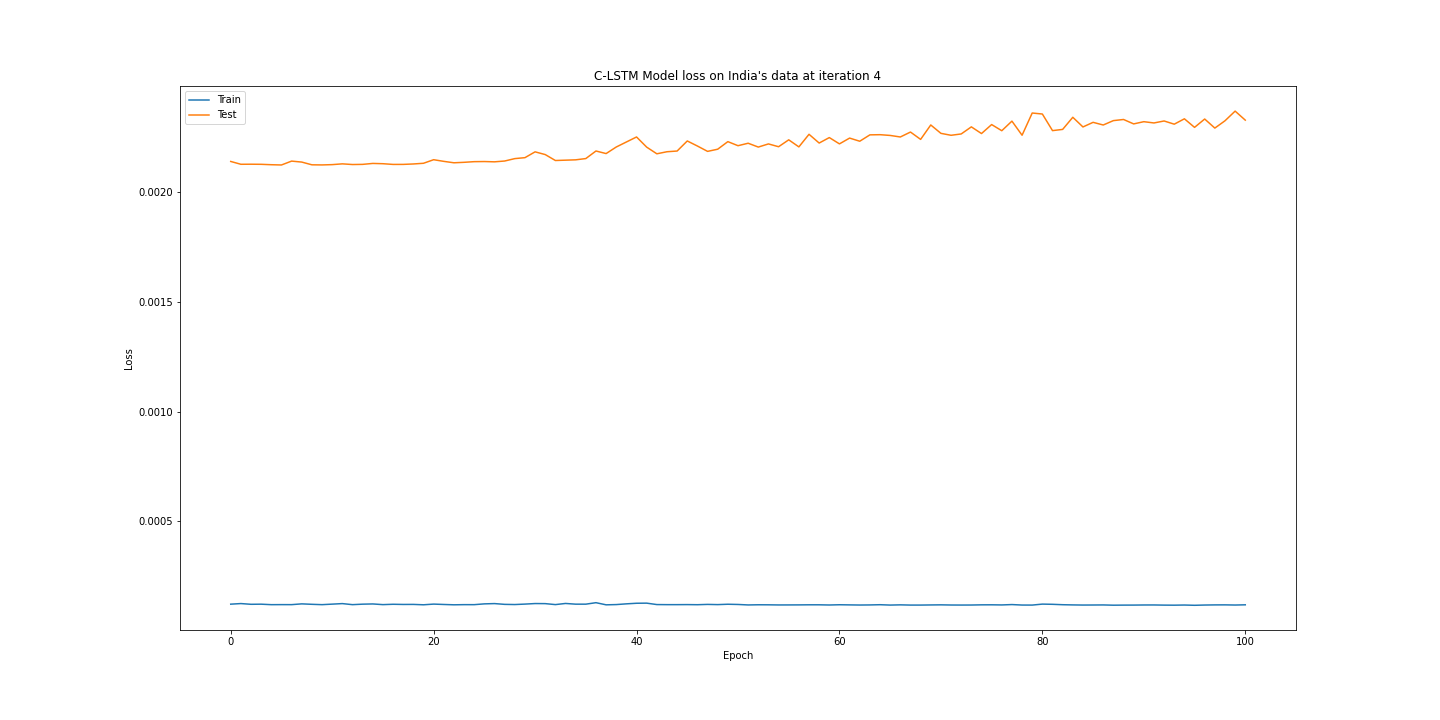 C-LSTM Model loss on India's data at iteration 4
Train
Test
0.0020
0.0015
0.0010
0.0005
Loss
0 20 40 60 80 100
Epoch